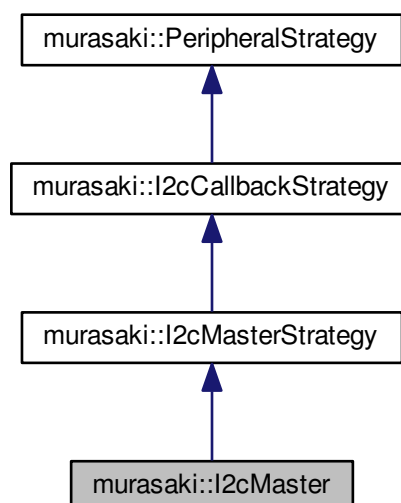 murasaki::PeripheralStrategy
murasaki::I2cCallbackStrategy
murasaki::I2cMasterStrategy
murasaki::I2cMaster